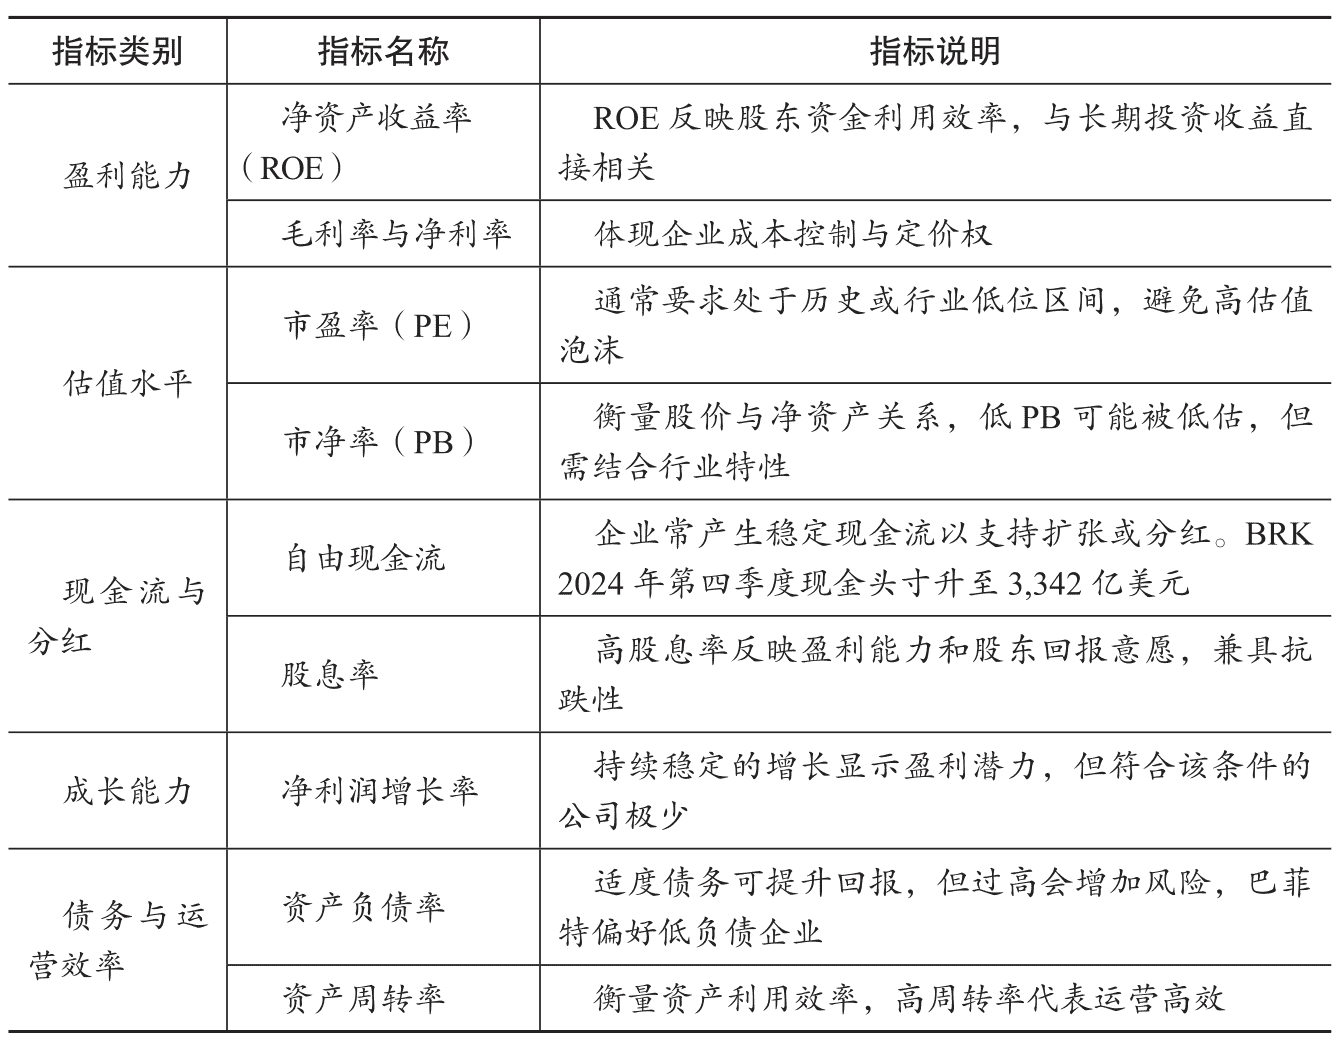 指标类别 指标名称 指标说明
盈利能力
净资产收益率
（ROE）
ROE 反映股东资金利用效率，与长期投资收益直
接相关
毛利率与净利率
体现企业成本控制与定价权
估值水平
市盈率（PE）
通常要求处于历史或行业低位区间，避免高估值
泡沫
市净率（PB）
衡量股价与净资产关系，低 PB 可能被低估，但
需结合行业特性
现金流与
分红
自由现金流
企业常产生稳定现金流以支持扩张或分红。BRK
2024 年第四季度现金头寸升至 3,342 亿美元
股息率
高股息率反映盈利能力和股东回报意愿，兼具抗
跌性
成长能力
净利润增长率
持续稳定的增长显示盈利潜力，但符合该条件的
公司极少
债务与运
营效率
资产负债率
适度债务可提升回报，但过高会增加风险，巴菲
特偏好低负债企业
资产周转率
衡量资产利用效率，高周转率代表运营高效